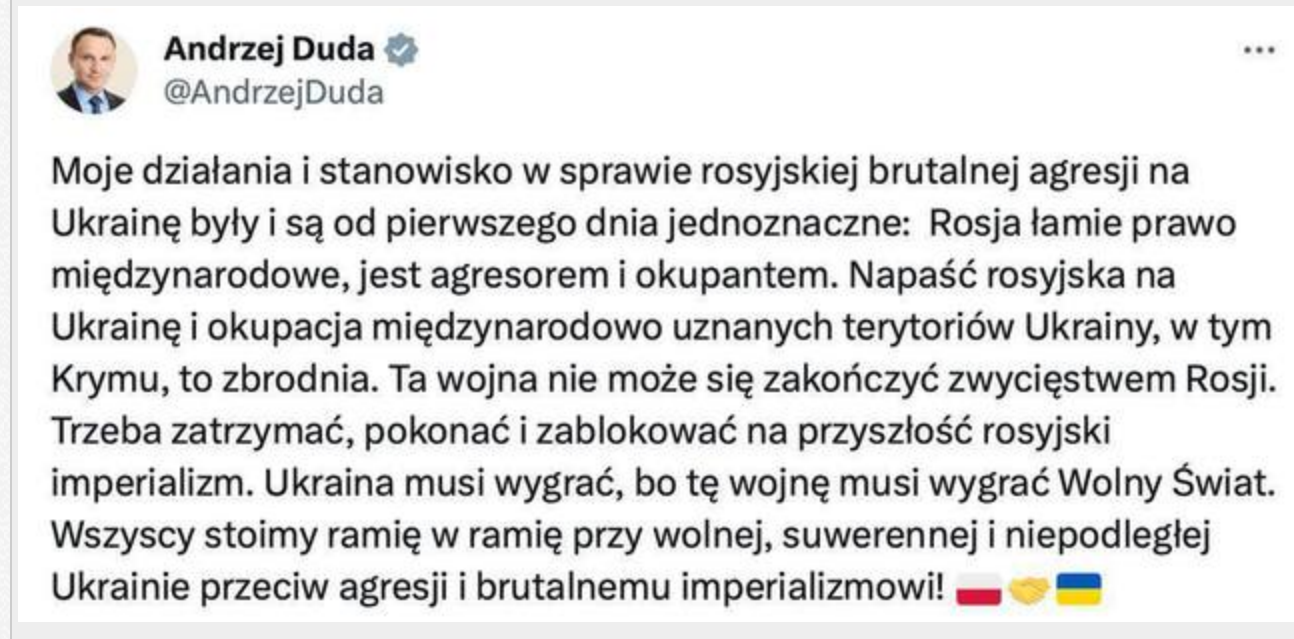 Andrzej Duda
@AndrzejDuda
Moje działania i stanowisko w sprawie rosyjskiej brutalnej agresji na
Ukrainę były i są od pierwszego dnia jednoznaczne:  Rosja łamie prawo
międzynarodowe, jest agresorem i okupantem. Napaść rosyjska na
Ukrainę i okupacja międzynarodowo uznanych terytoriów Ukrainy, w tym
Krymu, to zbrodnia. Ta wojna nie może się zakończyć zwycięstwem Rosji.
Trzeba zatrzymać, pokonać i zablokować na przyszłość rosyjski
imperializm. Ukraina musi wygrać, bo tę wojnę musi wygrać Wolny Świat.
Wszyscy stoimy ramię w ramię przy wolnej, suwerennej i niepodległej
Ukrainie przeciw agresji i brutalnemu imperializmowi! 🇵🇱🤝🇺🇦